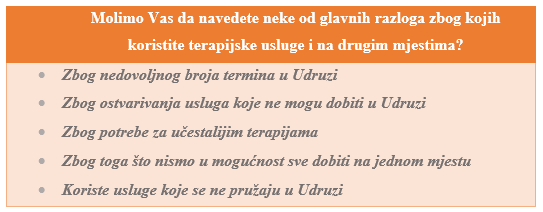 Molimo Vas da navedete neke od glavnih razloga zbog kojih
koristite terapijske usluge i na drugim mjestima?
• Zbog nedovoljnog broja termina u Udruzi
• Zbog ostvarivanja usluga koje ne mogu dobiti u Udruzi
• Zbog potrebe za učestalijim terapijama
• Zbog toga što nismo u mogućnost sve dobiti na jednom mjestu
• Koriste usluge koje se ne pružaju u Udruzi